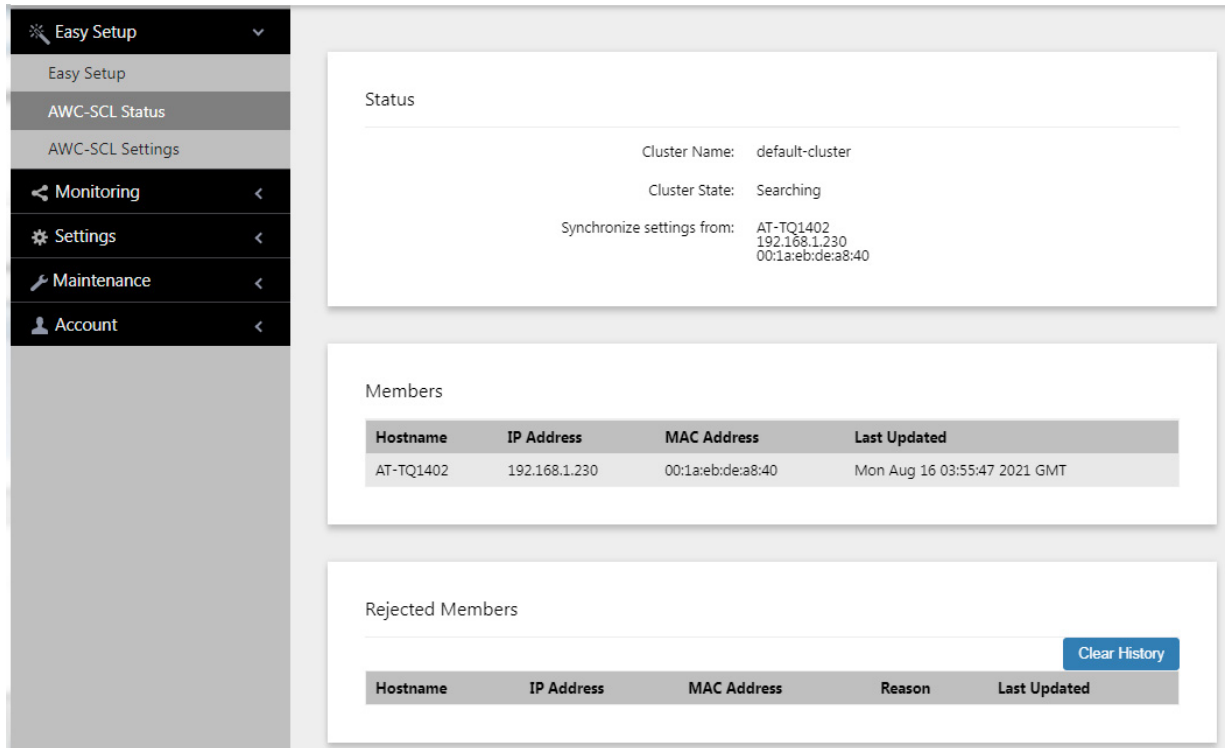 Easy Setup
Easy Setup
AWC-SCL Status
AWC-SCL Settings
Monitoring
Settings
Maintenance
Account
Status
Cluster Name: default-cluster
Cluster State: Searching
Synchronize settings from: AT-TQ1402
192.168.1.230
00:1a:eb:de:a8:40
Members
Hostname IP Address MAC Address Last Updated
AT-TQ1402 192.168.1.230 00:1a:eb:de:a8:40 Mon Aug 16 03:55:47 2021 GMT
Rejected Members
Clear History
Hostname IP Address MAC Address Reason Last Updated